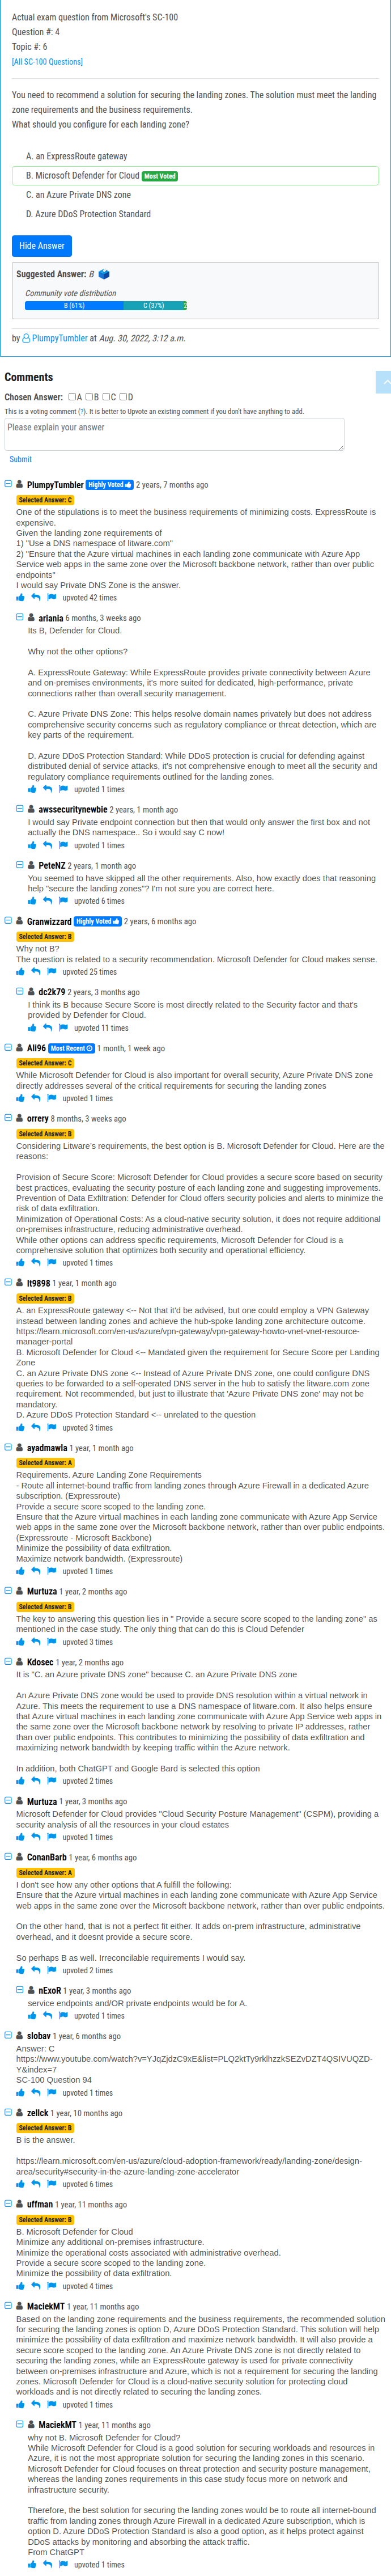 Actual exam question from Microsoft's SC-100
Question #: 4
Topic #: 6
[All SC-100 Questions]
You need to recommend a solution for securing the landing zones. The solution must meet the landing
zone requirements and the business requirements.
What should you configure for each landing zone?
A. an ExpressRoute gateway
B. Microsoft Defender for Cloud Most Voted
C. an Azure Private DNS zone
D. Azure DDoS Protection Standard
Hide Answer
Suggested Answer: B
Community vote distribution
B (61%) C (37%)
by PlumpyTumbler at Aug. 30, 2022, 3:12 a.m.
Comments
Chosen Answer: A B C D
This is a voting comment (?). It is better to Upvote an existing comment if you don't have anything to add.
Please explain your answer
Submit
PlumpyTumbler Highly Voted 2 years, 7 months ago
Selected Answer: C
One of the stipulations is to meet the business requirements of minimizing costs. ExpressRoute is
expensive.
Given the landing zone requirements of
1) "Use a DNS namespace of litware.com"
2) "Ensure that the Azure virtual machines in each landing zone communicate with Azure App
Service web apps in the same zone over the Microsoft backbone network, rather than over public
endpoints"
I would say Private DNS Zone is the answer.
upvoted 42 times
ariania 6 months, 3 weeks ago
Its B, Defender for Cloud.
Why not the other options?
A. ExpressRoute Gateway: While ExpressRoute provides private connectivity between Azure
and on-premises environments, it's more suited for dedicated, high-performance, private
connections rather than overall security management.
C. Azure Private DNS Zone: This helps resolve domain names privately but does not address
comprehensive security concerns such as regulatory compliance or threat detection, which are
key parts of the requirement.
D. Azure DDoS Protection Standard: While DDoS protection is crucial for defending against
distributed denial of service attacks, it's not comprehensive enough to meet all the security and
regulatory compliance requirements outlined for the landing zones.
upvoted 1 times
awssecuritynewbie 2 years, 1 month ago
I would say Private endpoint connection but then that would only answer the first box and not
actually the DNS namespace.. So i would say C now!
upvoted 1 times
PeteNZ 2 years, 1 month ago
You seemed to have skipped all the other requirements. Also, how exactly does that reasoning
help "secure the landing zones"? I'm not sure you are correct here.
upvoted 6 times
Granwizzard Highly Voted 2 years, 6 months ago
Selected Answer: B
Why not B?
The question is related to a security recommendation. Microsoft Defender for Cloud makes sense.
upvoted 25 times
dc2k79 2 years, 3 months ago
I think its B because Secure Score is most directly related to the Security factor and that's
provided by Defender for Cloud.
upvoted 11 times
Ali96 Most Recent 1 month, 1 week ago
Selected Answer: C
While Microsoft Defender for Cloud is also important for overall security, Azure Private DNS zone
directly addresses several of the critical requirements for securing the landing zones
upvoted 1 times
orrery 8 months, 3 weeks ago
Selected Answer: B
Considering Litware's requirements, the best option is B. Microsoft Defender for Cloud. Here are the
reasons:
Provision of Secure Score: Microsoft Defender for Cloud provides a secure score based on security
best practices, evaluating the security posture of each landing zone and suggesting improvements.
Prevention of Data Exfiltration: Defender for Cloud offers security policies and alerts to minimize the
risk of data exfiltration.
Minimization of Operational Costs: As a cloud-native security solution, it does not require additional
on-premises infrastructure, reducing administrative overhead.
While other options can address specific requirements, Microsoft Defender for Cloud is a
comprehensive solution that optimizes both security and operational efficiency.
upvoted 1 times
lt9898 1 year, 1 month ago
Selected Answer: B
A. an ExpressRoute gateway <-- Not that it'd be advised, but one could employ a VPN Gateway
instead between landing zones and achieve the hub-spoke landing zone architecture outcome.
https://learn.microsoft.com/en-us/azure/vpn-gateway/vpn-gateway-howto-vnet-vnet-resource-
manager-portal
B. Microsoft Defender for Cloud <-- Mandated given the requirement for Secure Score per Landing
Zone
C. an Azure Private DNS zone <-- Instead of Azure Private DNS zone, one could configure DNS
queries to be forwarded to a self-operated DNS server in the hub to satisfy the litware.com zone
requirement. Not recommended, but just to illustrate that 'Azure Private DNS zone' may not be
mandatory.
D. Azure DDoS Protection Standard <-- unrelated to the question
upvoted 3 times
ayadmawla 1 year, 1 month ago
Selected Answer: A
Requirements. Azure Landing Zone Requirements
- Route all internet-bound traffic from landing zones through Azure Firewall in a dedicated Azure
subscription. (Expressroute)
Provide a secure score scoped to the landing zone.
Ensure that the Azure virtual machines in each landing zone communicate with Azure App Service
web apps in the same zone over the Microsoft backbone network, rather than over public endpoints.
(Expressroute - Microsoft Backbone)
Minimize the possibility of data exfiltration.
Maximize network bandwidth. (Expressroute)
upvoted 1 times
Murtuza 1 year, 2 months ago
Selected Answer: B
The key to answering this question lies in " Provide a secure score scoped to the landing zone" as
mentioned in the case study. The only thing that can do this is Cloud Defender
upvoted 3 times
Kdosec 1 year, 2 months ago
It is "C. an Azure private DNS zone" because C. an Azure Private DNS zone
An Azure Private DNS zone would be used to provide DNS resolution within a virtual network in
Azure. This meets the requirement to use a DNS namespace of litware.com. It also helps ensure
that Azure virtual machines in each landing zone communicate with Azure App Service web apps in
the same zone over the Microsoft backbone network by resolving to private IP addresses, rather
than over public endpoints. This contributes to minimizing the possibility of data exfiltration and
maximizing network bandwidth by keeping traffic within the Azure network.
In addition, both ChatGPT and Google Bard is selected this option
upvoted 2 times
Murtuza 1 year, 3 months ago
Microsoft Defender for Cloud provides "Cloud Security Posture Management" (CSPM), providing a
security analysis of all the resources in your cloud estates
upvoted 1 times
ConanBarb 1 year, 6 months ago
Selected Answer: A
I don't see how any other options that A fulfill the following:
Ensure that the Azure virtual machines in each landing zone communicate with Azure App Service
web apps in the same zone over the Microsoft backbone network, rather than over public endpoints.
On the other hand, that is not a perfect fit either. It adds on-prem infrastructure, administrative
overhead, and it doesnt provide a secure score.
So perhaps B as well. Irreconcilable requirements I would say.
upvoted 2 times
nExoR 1 year, 3 months ago
service endpoints and/OR private endpoints would be for A.
upvoted 1 times
slobav 1 year, 6 months ago
Answer: C
https://www.youtube.com/watch?v=YJqZjdzC9xE&list=PLQ2ktTy9rklhzzkSEZvDZT4QSIVUQZD-
Y&index=7
SC-100 Question 94
upvoted 1 times
zellck 1 year, 10 months ago
Selected Answer: B
B is the answer.
https://learn.microsoft.com/en-us/azure/cloud-adoption-framework/ready/landing-zone/design-
area/security#security-in-the-azure-landing-zone-accelerator
upvoted 6 times
uffman 1 year, 11 months ago
Selected Answer: B
B. Microsoft Defender for Cloud
Minimize any additional on-premises infrastructure.
Minimize the operational costs associated with administrative overhead.
Provide a secure score scoped to the landing zone.
Minimize the possibility of data exfiltration.
upvoted 4 times
MaciekMT 1 year, 11 months ago
Based on the landing zone requirements and the business requirements, the recommended solution
for securing the landing zones is option D, Azure DDoS Protection Standard. This solution will help
minimize the possibility of data exfiltration and maximize network bandwidth. It will also provide a
secure score scoped to the landing zone. An Azure Private DNS zone is not directly related to
securing the landing zones, while an ExpressRoute gateway is used for private connectivity
between on-premises infrastructure and Azure, which is not a requirement for securing the landing
zones. Microsoft Defender for Cloud is a cloud-native security solution for protecting cloud
workloads and is not directly related to securing the landing zones.
upvoted 1 times
MaciekMT 1 year, 11 months ago
why not B. Microsoft Defender for Cloud?
While Microsoft Defender for Cloud is a good solution for securing workloads and resources in
Azure, it is not the most appropriate solution for securing the landing zones in this scenario.
Microsoft Defender for Cloud focuses on threat protection and security posture management,
whereas the landing zones requirements in this case study focus more on network and
infrastructure security.
Therefore, the best solution for securing the landing zones would be to route all internet-bound
traffic from landing zones through Azure Firewall in a dedicated Azure subscription, which is
option D. Azure DDoS Protection Standard is also a good option, as it helps protect against
DDoS attacks by monitoring and absorbing the attack traffic.
From ChatGPT
upvoted 1 times